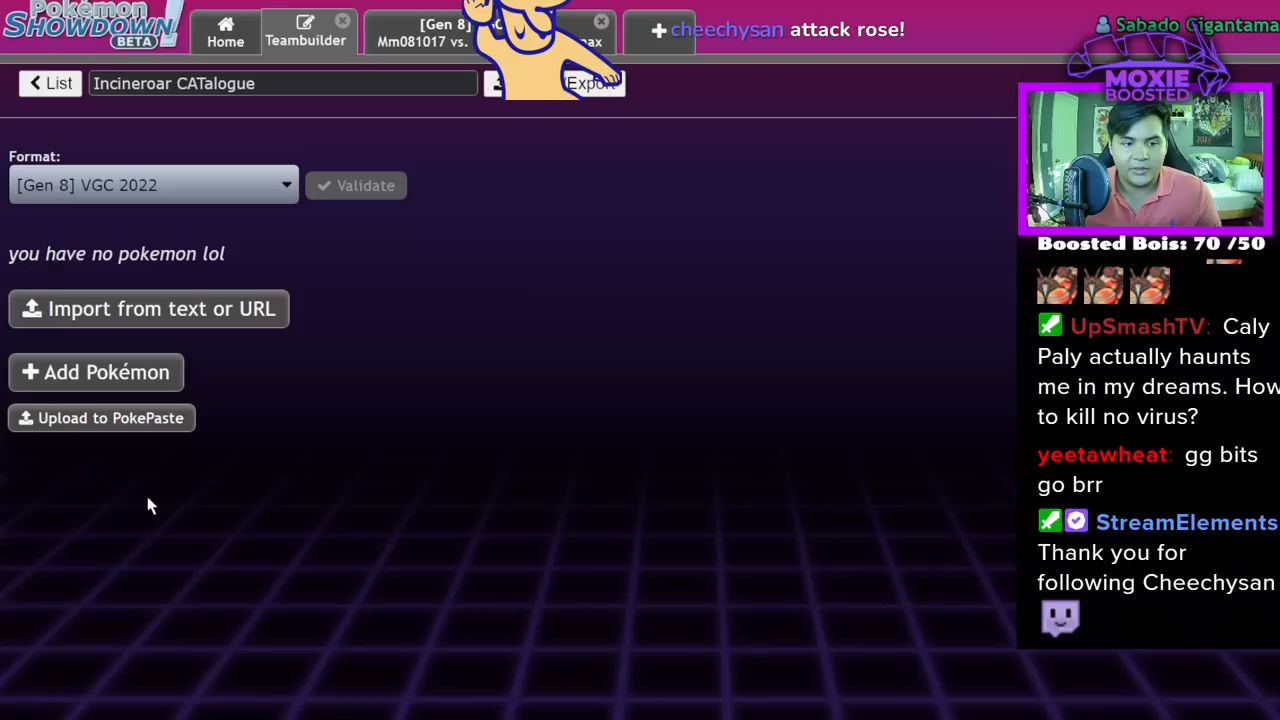 Pokémon
SHOWDOWN!
BETA
Home
Teambuilder
[Gen 8]
Mm081017 vs.
max
cheechysan attack rose!
Sabado Gigantama
MOXIE
BOOSTED
List
Incineroar CATalogue
Format:
[Gen 8] VGC 2022
Validate
you have no pokemon lol
Import from text or URL
Add Pokémon
Upload to PokePaste
Boosted Bois: 70 /50
UpSmashTV: Caly
Paly actually haunts
me in my dreams. How
to kill no virus?
yeetawheat: gg bits
go brr
StreamElements
Thank you for
following Cheechysan